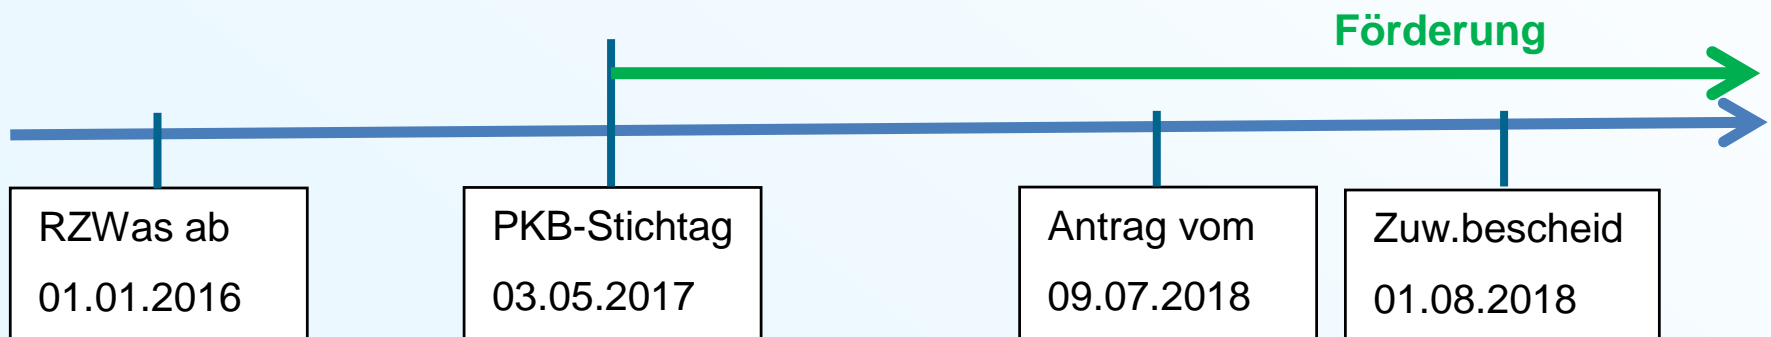 Förderung
RZWas ab
01.01.2016
PKB-Stichtag
03.05.2017
Antrag vom
09.07.2018
Zuw.bescheid
01.08.2018